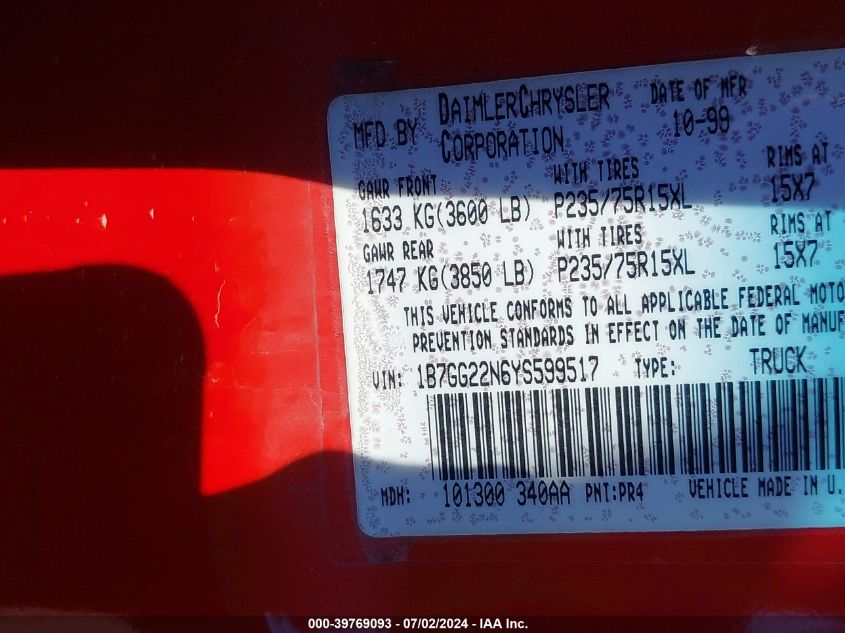 MFD BY DAIMLERCHRYSLER CORPORATION DATE OF MFR 10-99
GAWR FRONT WITH TIRES RIMS AT
1633 KG(3600 LB) P235/75R15XL 15X7
GAWR REAR WITH TIRES RIMS AT
1747 KG(3850 LB) P235/75R15XL 15X7
THIS VEHICLE CONFORMS TO ALL APPLICABLE FEDERAL MOTO
PREVENTION STANDARDS IN EFFECT ON THE DATE OF MANUF
VIN: 1B7GG22N6YS599517 TYPE: TRUCK
MDH: 101300 340AA PNT:PR4 VEHICLE MADE IN U.
000-39769093 / 07/02/2024 - IAA Inc.